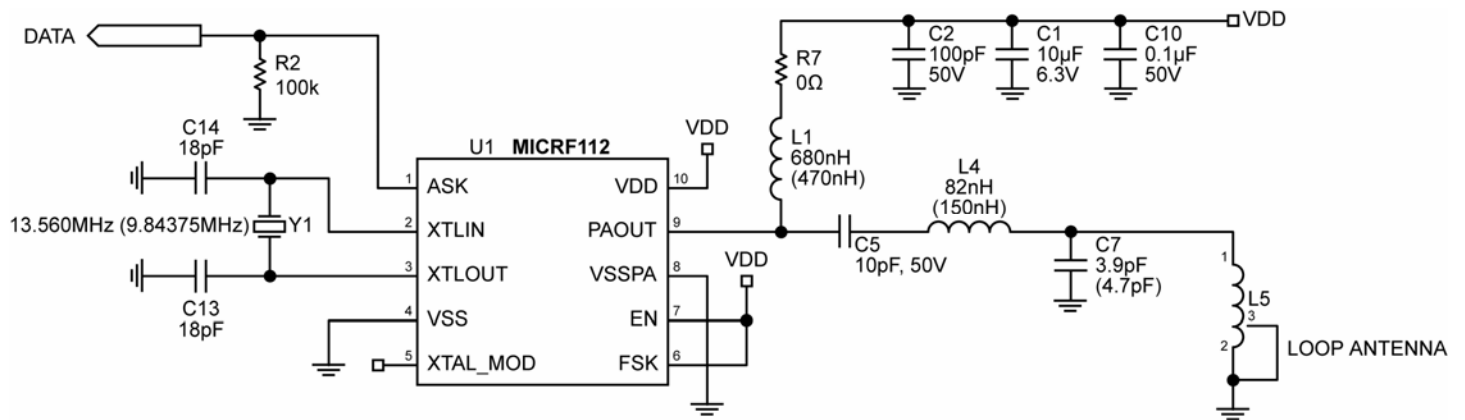 DATA
R2
100k
C14
18pF
13.560MHz (9.84375MHz)
Y1
C13
18pF
U1 MICRF112
1
ASK
2
XTLIN
3
XTLOUT
4
VSS
5
XTAL_MOD
VDD
10
PAOUT
9
VSSPA
8
EN
7
FSK
6
VDD
VDD
R7
0Ω
L1
680nH
(470nH)
C2
100pF
50V
C1
10µF
6.3V
C10
0.1µF
50V
VDD
C5
10pF, 50V
L4
82nH
(150nH)
C7
3.9pF
(4.7pF)
1
L5
3
2
LOOP ANTENNA